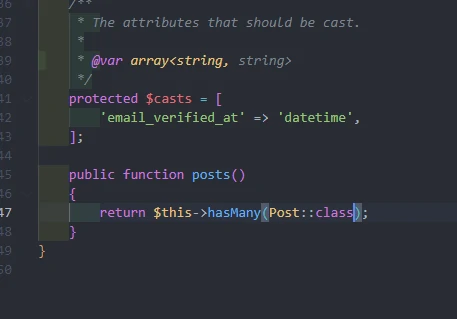 36 /**
37 * The attributes that should be cast.
38 *
39 * @var array<string, string>
40 */
41 protected $casts = [
42 'email_verified_at' => 'datetime',
43 ];
44
45 public function posts()
46 {
47 return $this->hasMany(Post::class);
48 }
49 }
50